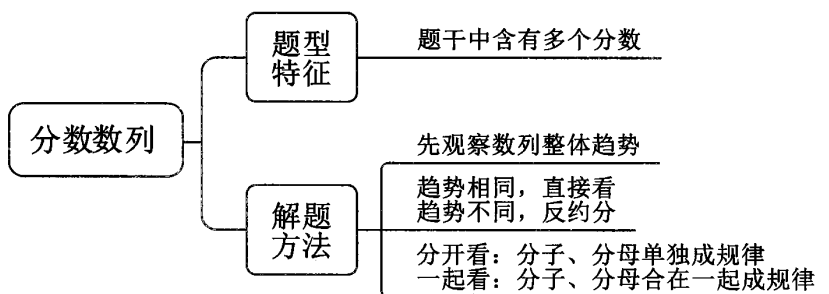 分数数列
题型
特征
题干中含有多个分数
解题
方法
先观察数列整体趋势
趋势相同，直接看
趋势不同，反约分
分开看：分子、分母单独成规律
一起看：分子、分母合在一起成规律